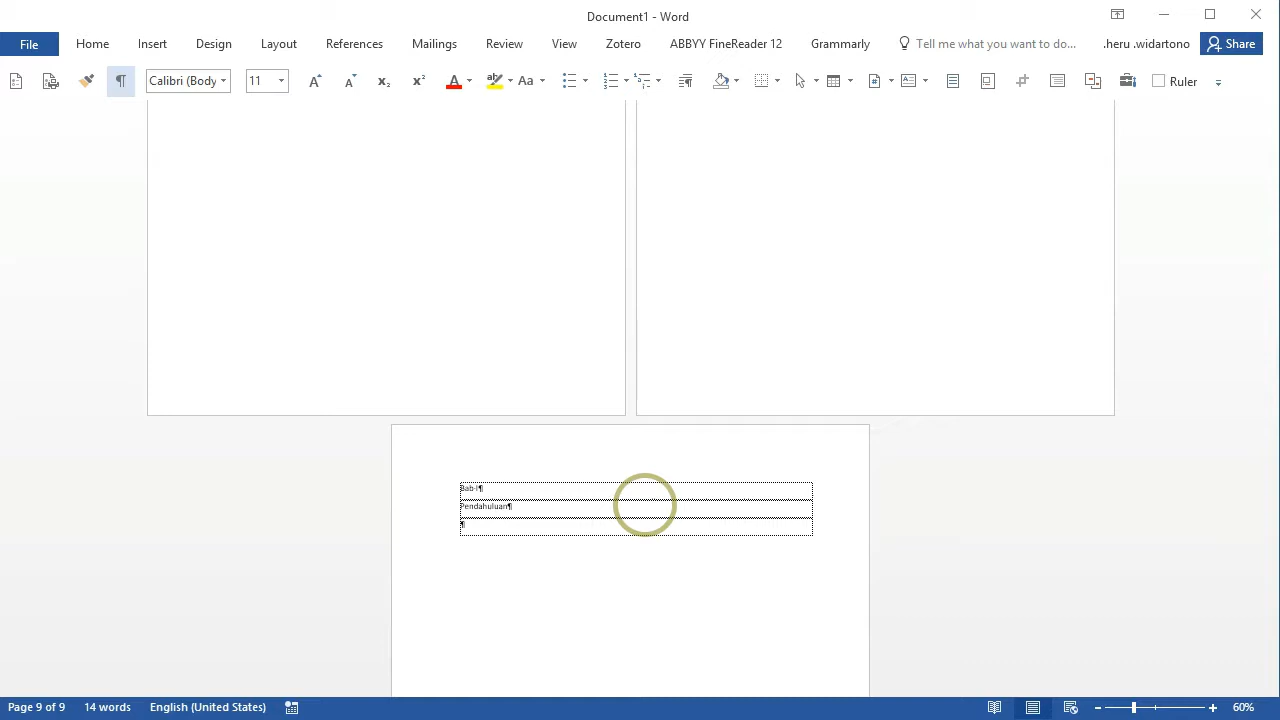 Document1 - Word
File Home Insert Design Layout References Mailings Review View Zotero ABBYY FineReader 12 Grammarly Tell me what you want to do... .heru .widartono Share
Calibri (Body 11 Ruler
Bab·I¶
Pendahuluan¶
¶
Page 9 of 9 14 words English (United States) 60%